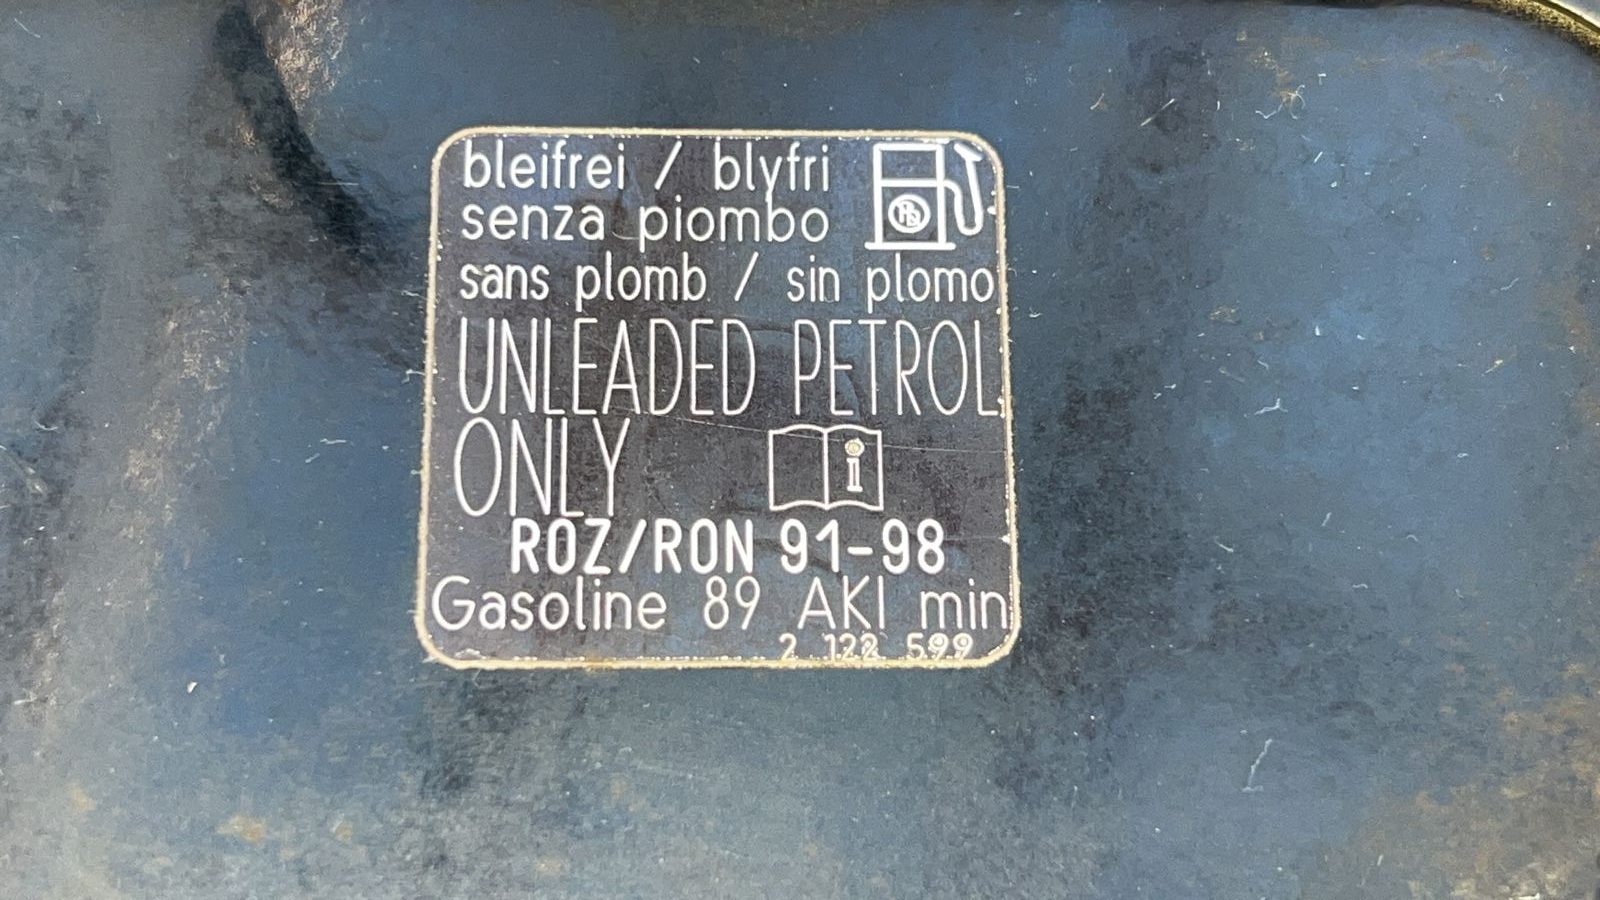 bleifrei / blyfri
senza piombo
sans plomb / sin plomo
UNLEADED PETROL
ONLY
i
ROZ/RON 91-98
Gasoline 89 AKI min
2 122 599